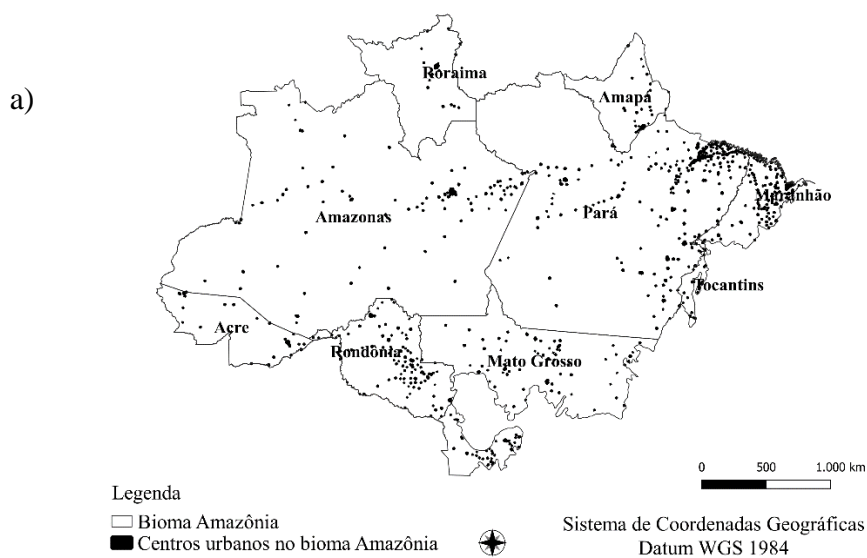 a)
Roraima
Amapá
Amazonas
Pará
Maranhão
Tocantins
Acre
Rondônia
Mato Grosso
0 500 1.000 km
Legenda
Bioma Amazônia
Centros urbanos no bioma Amazônia
Sistema de Coordenadas Geográficas
Datum WGS 1984